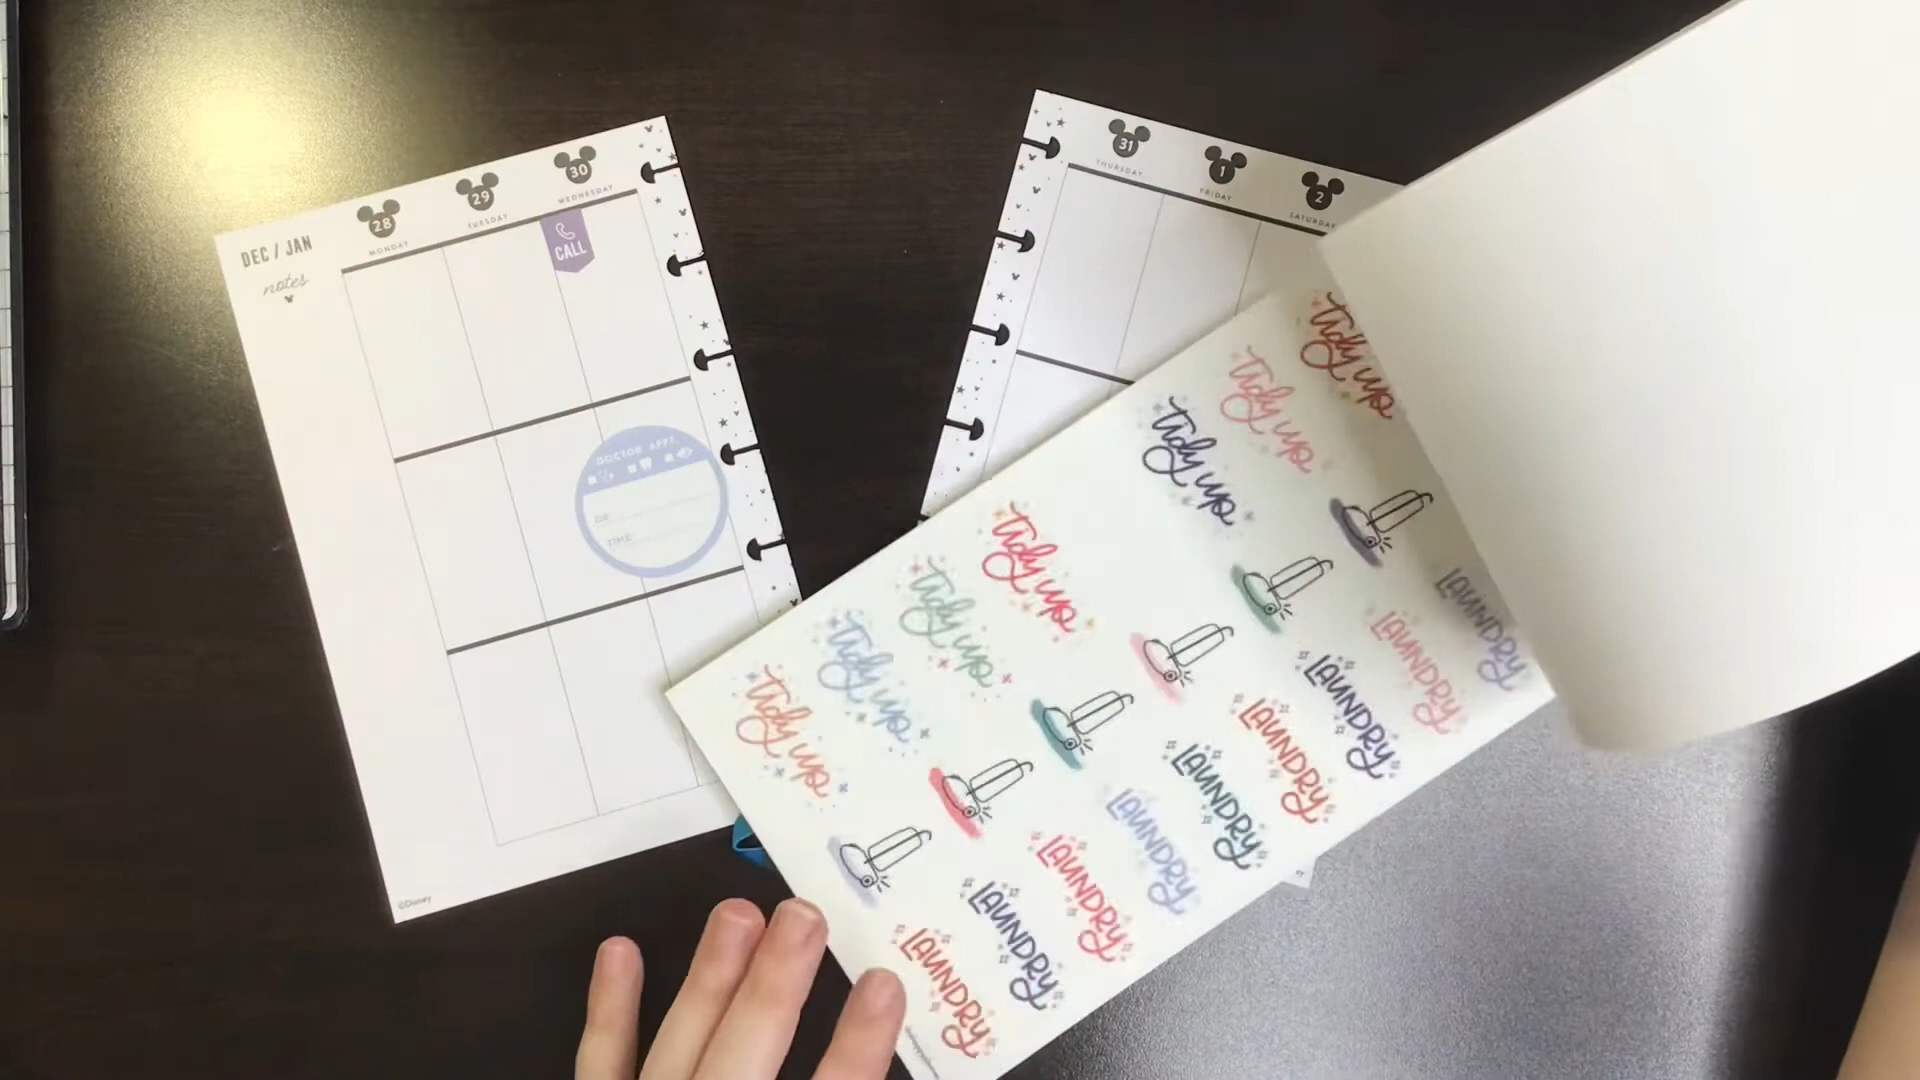 DEC / JAN
notes
28
MONDAY
29
TUESDAY
30
WEDNESDAY
CALL
DOCTOR APPT.
DR.
TIME
©Disney
31
THURSDAY
1
FRIDAY
2
SATURDAY
tidy up
tidy up
tidy up
tidy up
tidy up
tidy up
tidy up
LAUNDRY
LAUNDRY
LAUNDRY
LAUNDRY
LAUNDRY
LAUNDRY
LAUNDRY
LAUNDRY
LAUNDRY